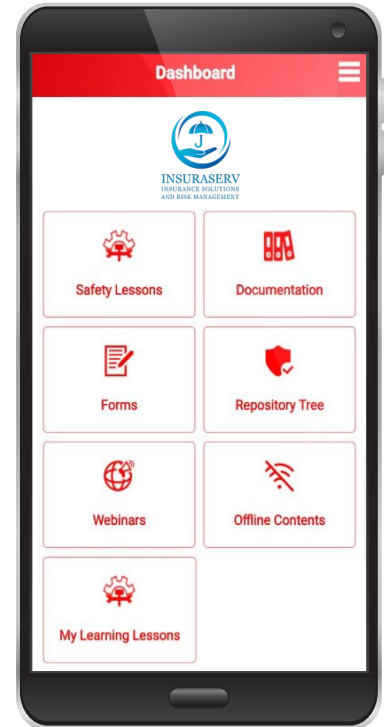 Dashboard
INSURASERV
INSURANCE SOLUTIONS
AND RISK MANAGEMENT
Safety Lessons
Documentation
Forms
Repository Tree
Webinars
Offline Contents
My Learning Lessons